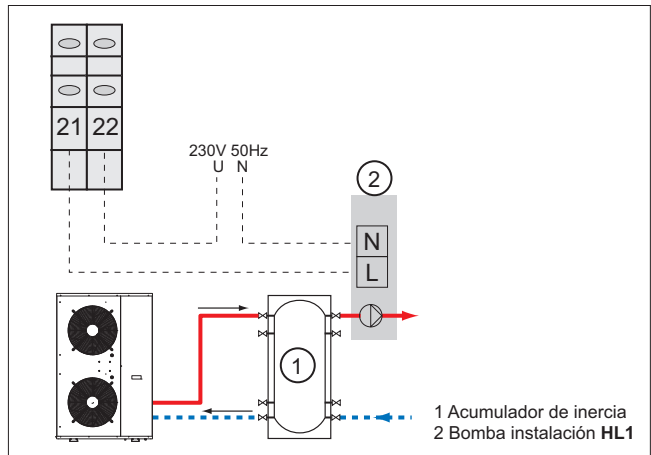 21 22
230V 50Hz
U N
2
N
L
1
1 Acumulador de inercia
2 Bomba instalación HL1